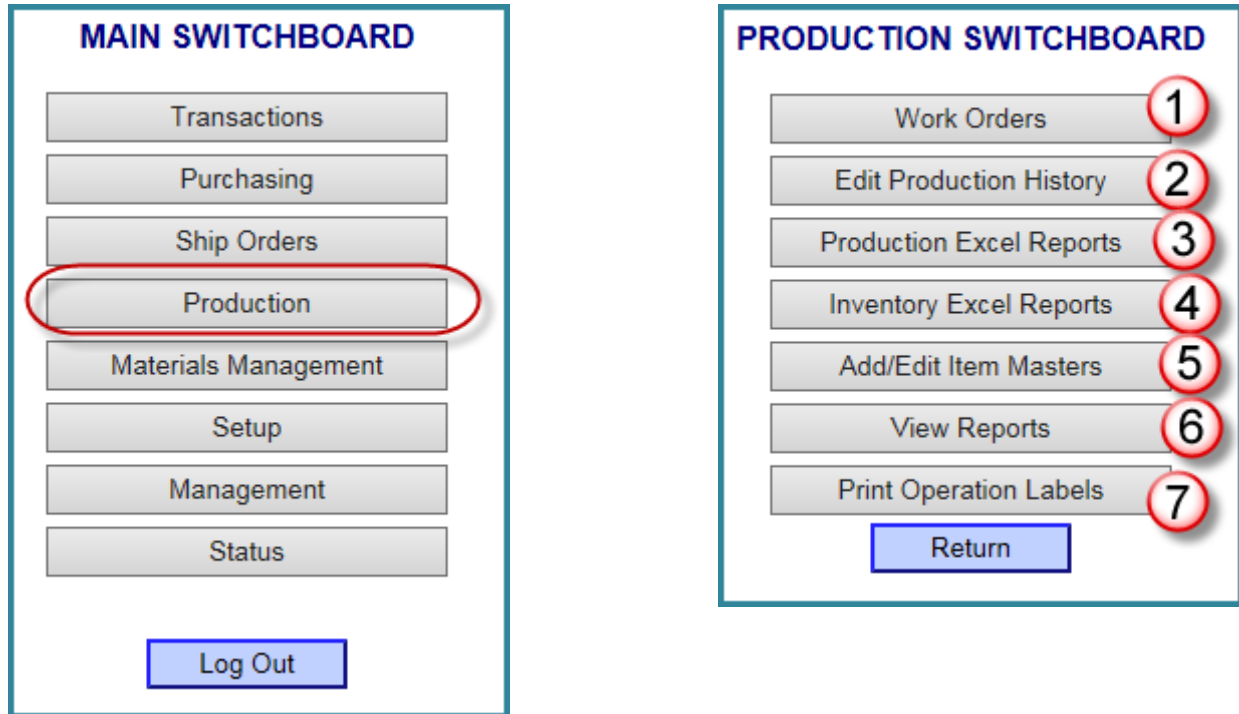 MAIN SWITCHBOARD
Transactions
Purchasing
Ship Orders
Production
Materials Management
Setup
Management
Status
Log Out
PRODUCTION SWITCHBOARD
Work Orders 1
Edit Production History 2
Production Excel Reports 3
Inventory Excel Reports 4
Add/Edit Item Masters 5
View Reports 6
Print Operation Labels 7
Return